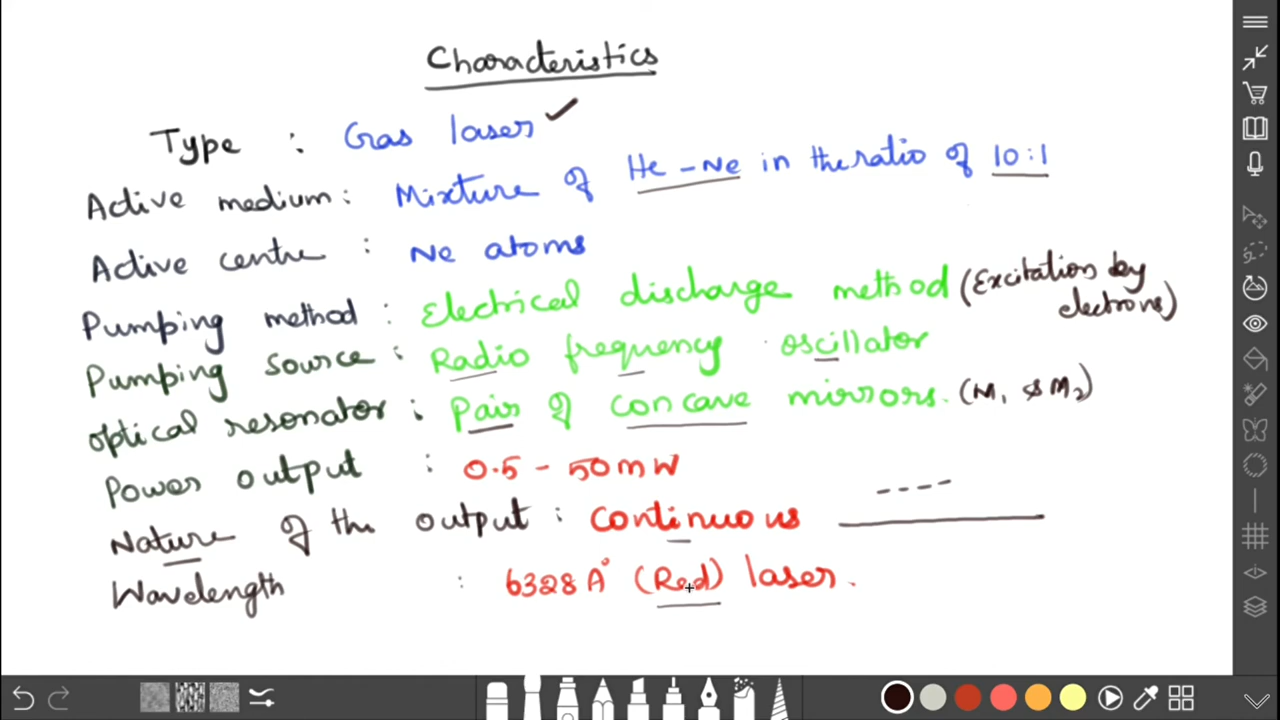 Characteristics
Type : Gas laser ✓
Active medium : Mixture of He - Ne in the ratio of 10:1
Active centre : Ne atoms
Pumping method : Electrical discharge method (Excitation by electrons)
Pumping source : Radio frequency oscillator
optical resonator : Pair of concave mirrors. (M₁ & M₂)
Power output : 0.5 - 50mW
Nature of the output : Continuous
Wavelength : 6328 A° (Red) laser.